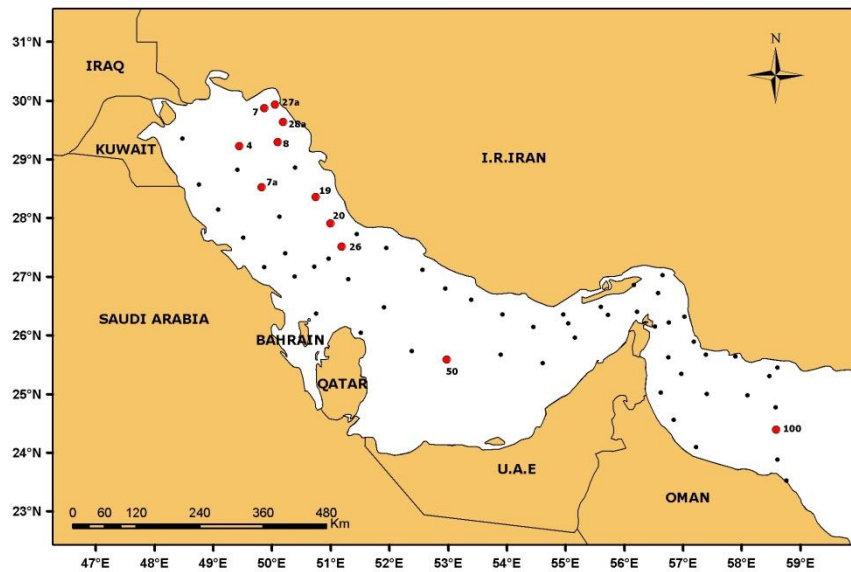 N
31°N
IRAQ
30°N
7
27a
28a
29°N
KUWAIT
4
8
I.R.IRAN
7a
19
28°N
20
27°N
26
SAUDI ARABIA
26°N
BAHRAIN
50
QATAR
25°N
100
24°N
U.A.E
OMAN
23°N
0 60 120 240 360 480
Km
47°E 48°E 49°E 50°E 51°E 52°E 53°E 54°E 55°E 56°E 57°E 58°E 59°E